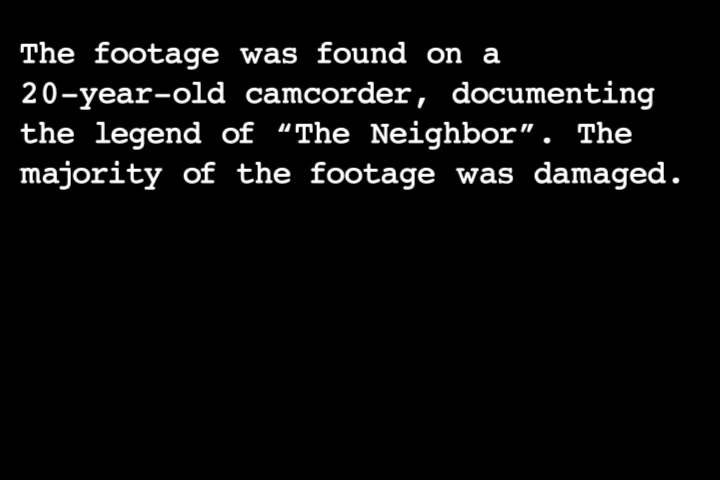 The footage was found on a
20-year-old camcorder, documenting
the legend of “The Neighbor”. The
majority of the footage was damaged.